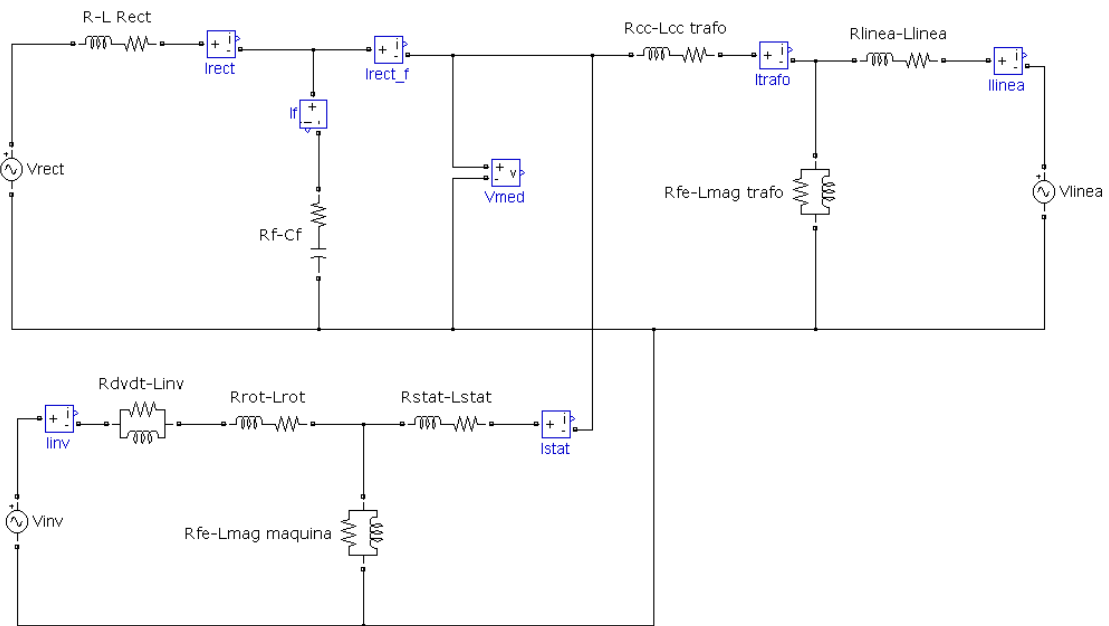 R-L Rect
Irect
Irect_f
Rcc-Lcc trafo
Itrafo
Rlinea-Llinea
Ilinea
If
Vrect
Vmed
Rfe-Lmag trafo
Vlinea
Rf-Cf
Rdvdt-Linv
Rrot-Lrot
Rstat-Lstat
Iinv
Istat
Vinv
Rfe-Lmag maquina